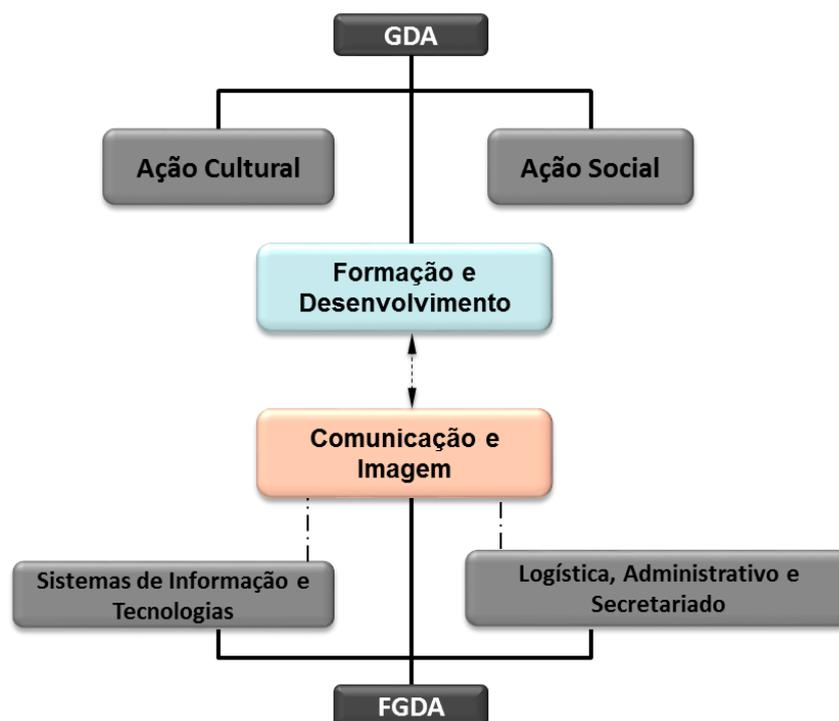 GDA
Ação Cultural
Ação Social
Formação e
Desenvolvimento
Comunicação e
Imagem
Sistemas de Informação e
Tecnologias
Logística, Administrativo e
Secretariado
FGDA